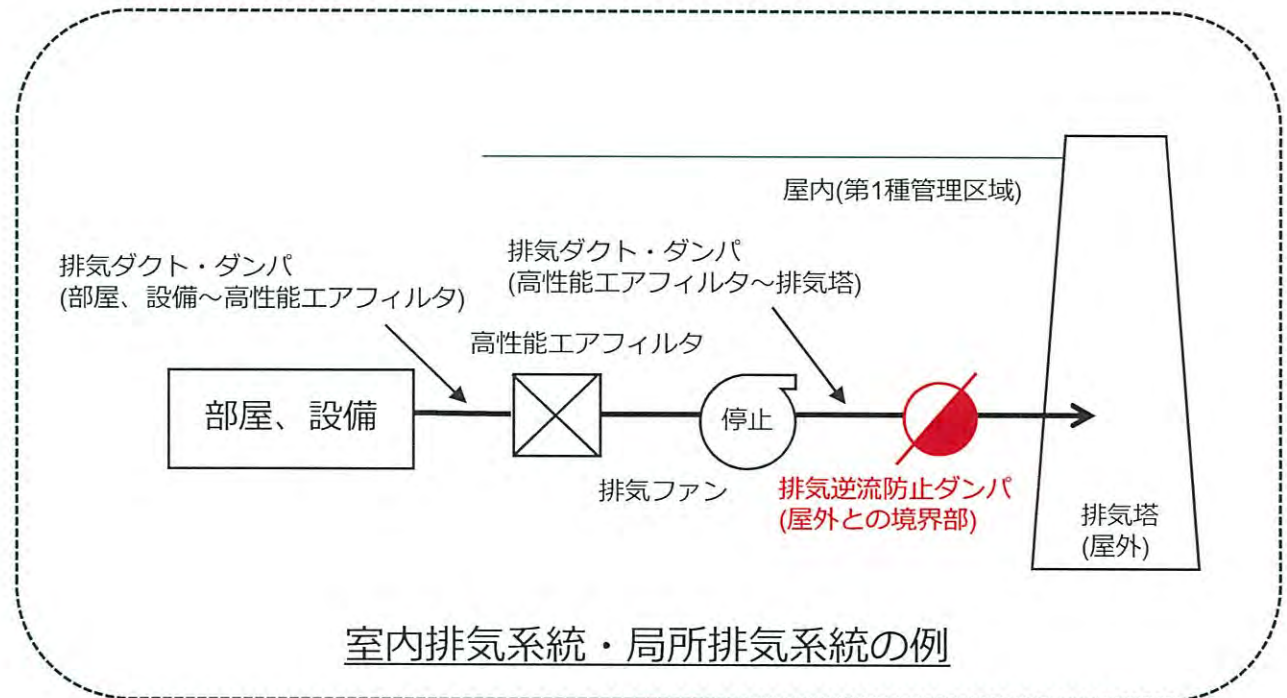 屋内(第1種管理区域)
排気ダクト・ダンパ
(部屋、設備～高性能エアフィルタ)
排気ダクト・ダンパ
(高性能エアフィルタ～排気塔)
高性能エアフィルタ
部屋、設備
停止
排気ファン
排気逆流防止ダンパ
(屋外との境界部)
排気塔
(屋外)
室内排気系統・局所排気系統の例